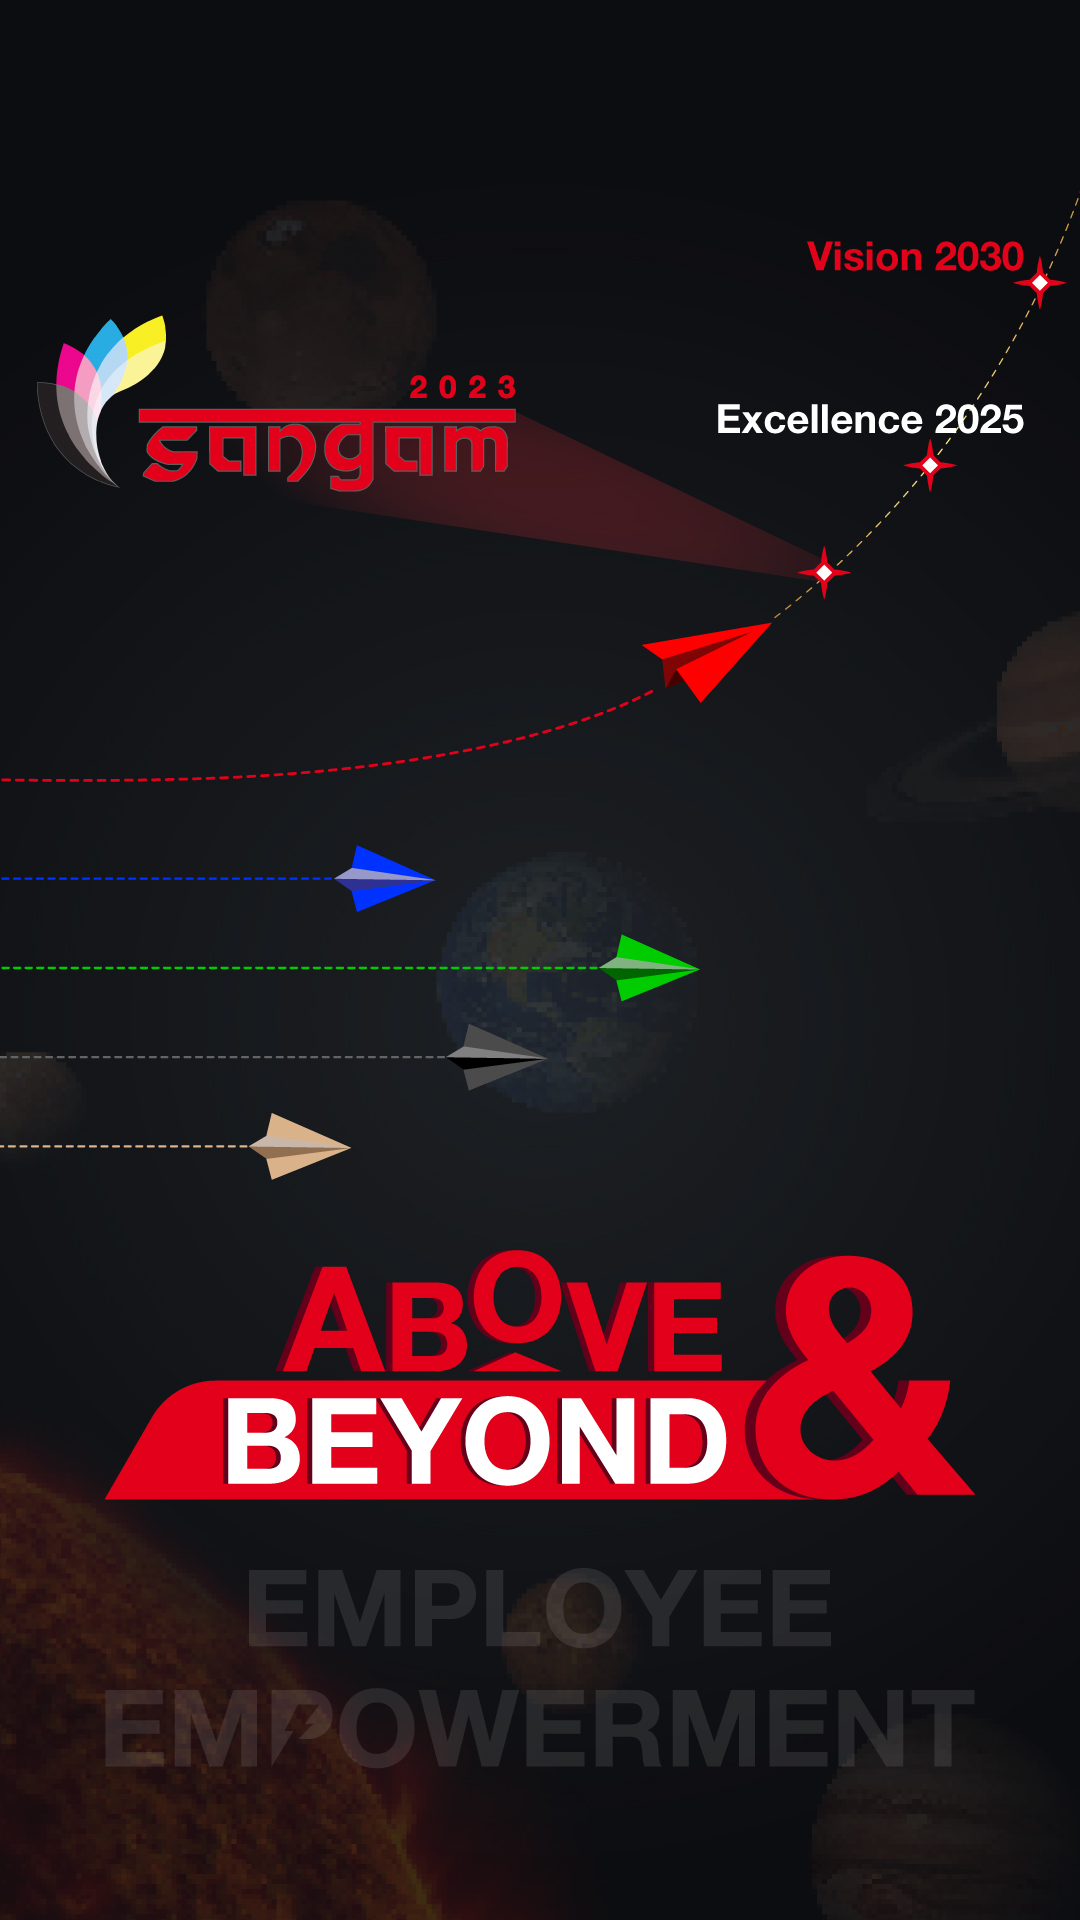 Vision 2030
2023
sangam
Excellence 2025
ABOVE &
BEYOND
EMPLOYEE
EMPOWERMENT